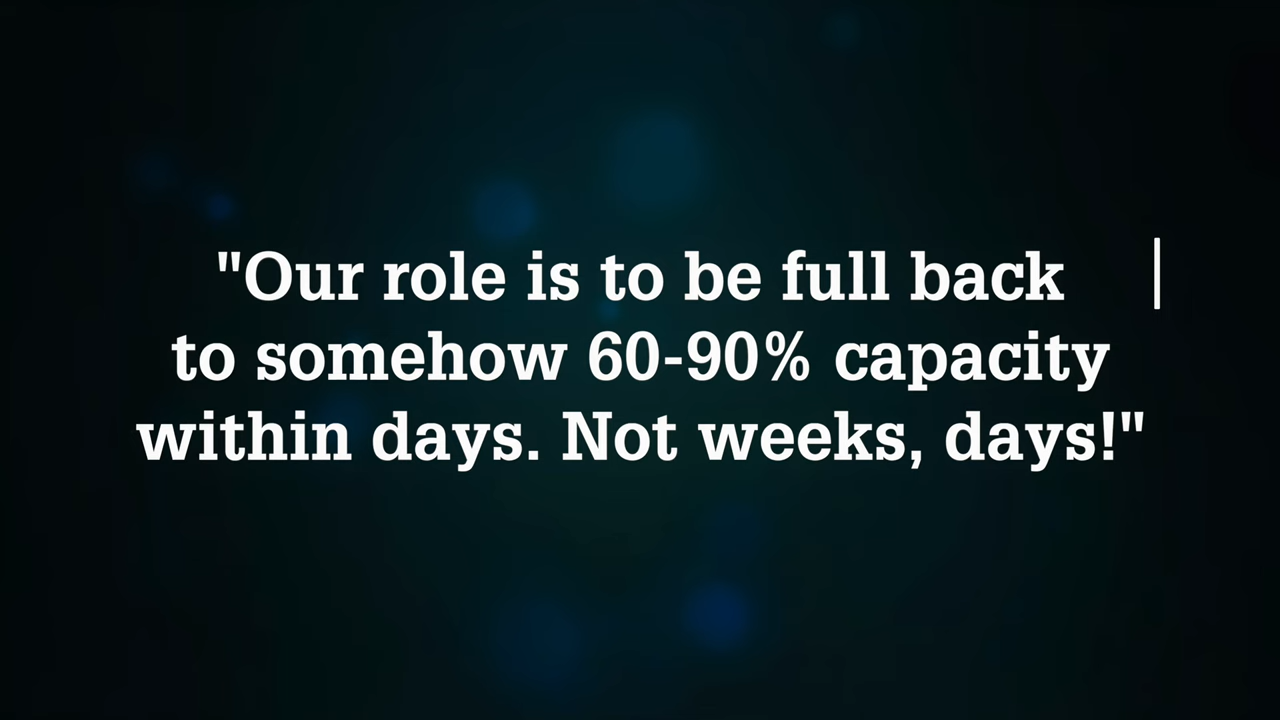 "Our role is to be full back
to somehow 60-90% capacity
within days. Not weeks, days!"